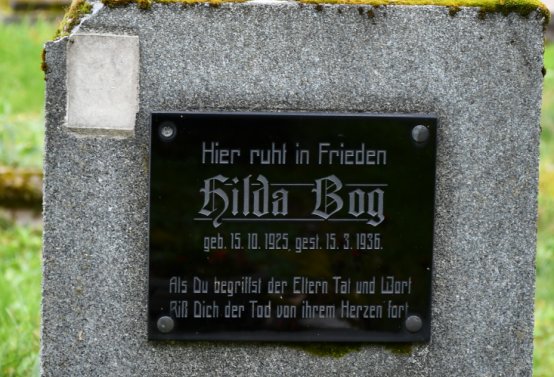 Hier ruht in Frieden
Hilda Bog
geb. 15. 10. 1925, gest. 15. 3. 1936.
Als Du begriffst der Eltern Tat und Wort
Riß Dich der Tod von ihrem Herzen fort